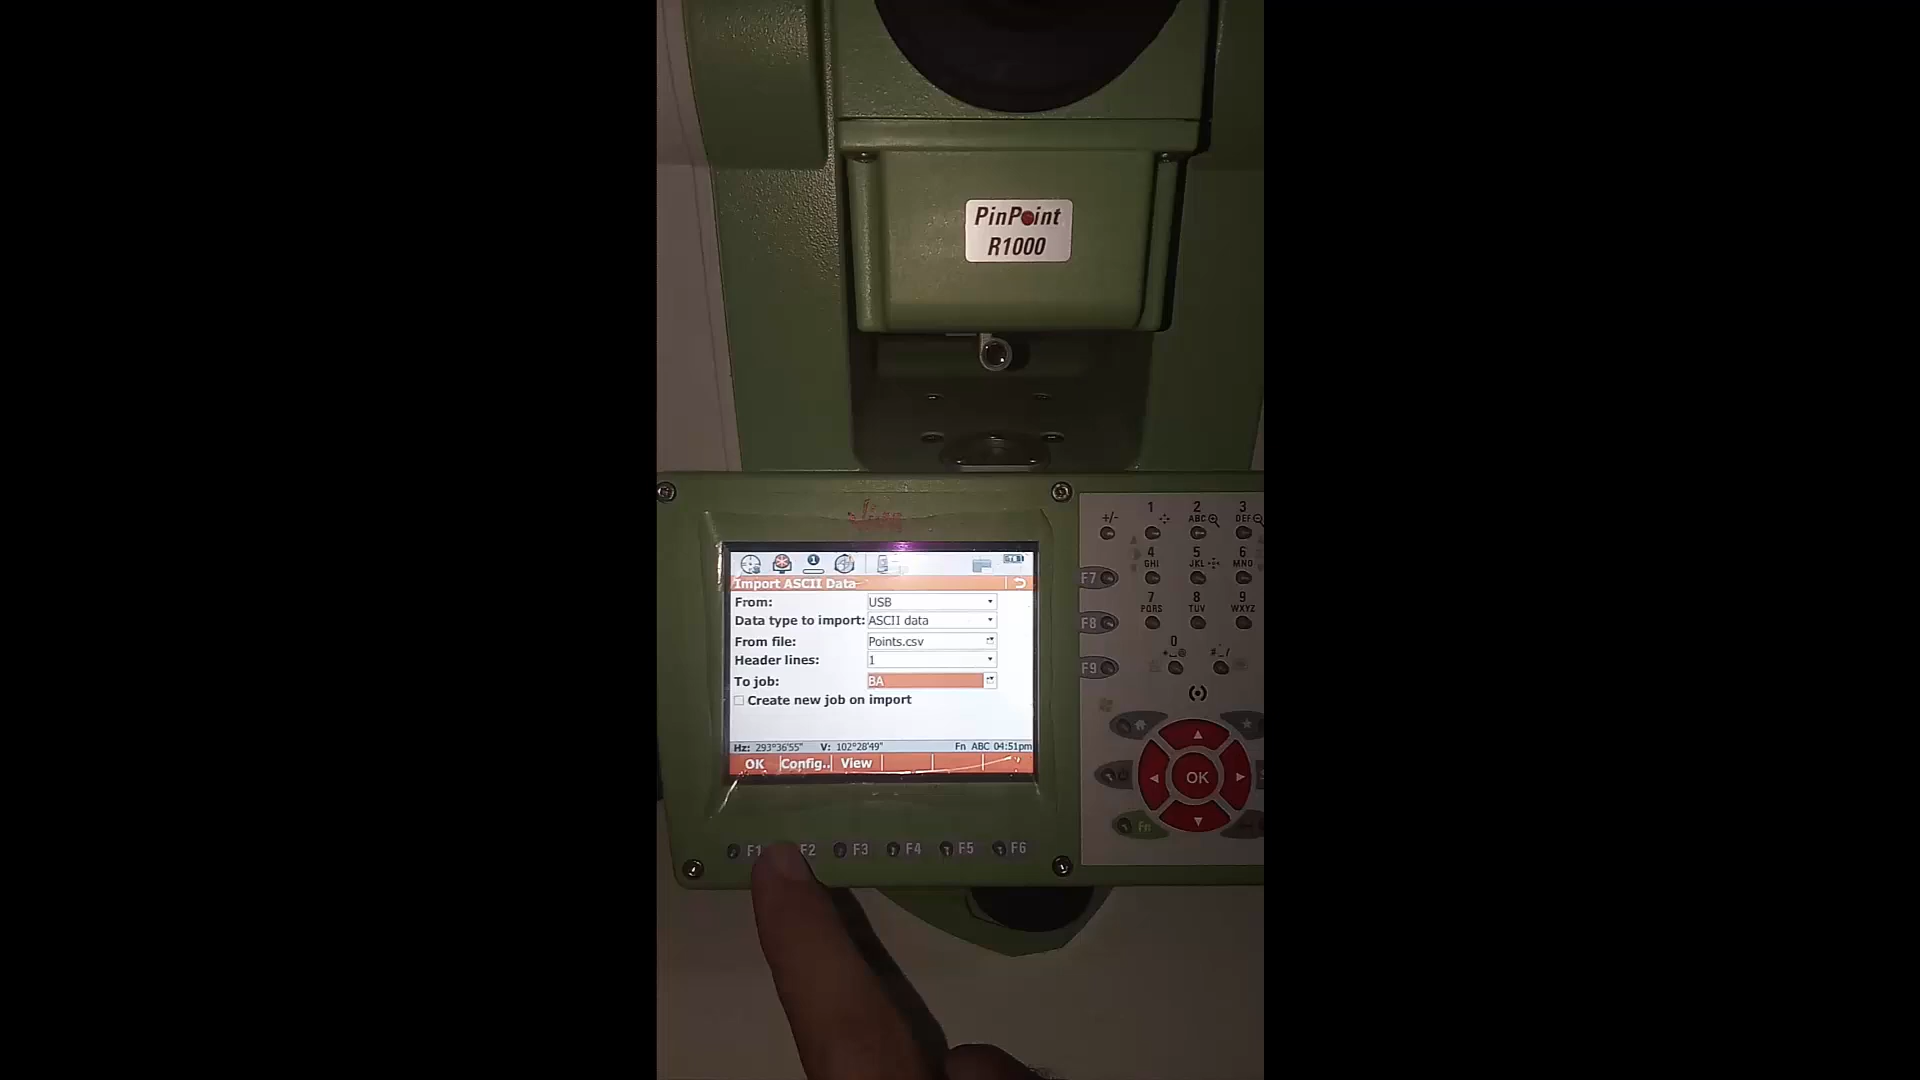 PinPoint
R1000
Import ASCII Data
From: USB
Data type to import: ASCII data
From file: Points.csv
Header lines: 1
To job: BA
Create new job on import
Hz: 293°36'55" V: 102°28'49" Fn ABC 04:51pm
OK Config.. View
F1 F2 F3 F4 F5 F6
+/- 1 2 3
ABC DEF
4 5 6
GHI JKL MNO
F7
7 8 9
PQRS TUV WXYZ
F8
0
F9
OK
Fn